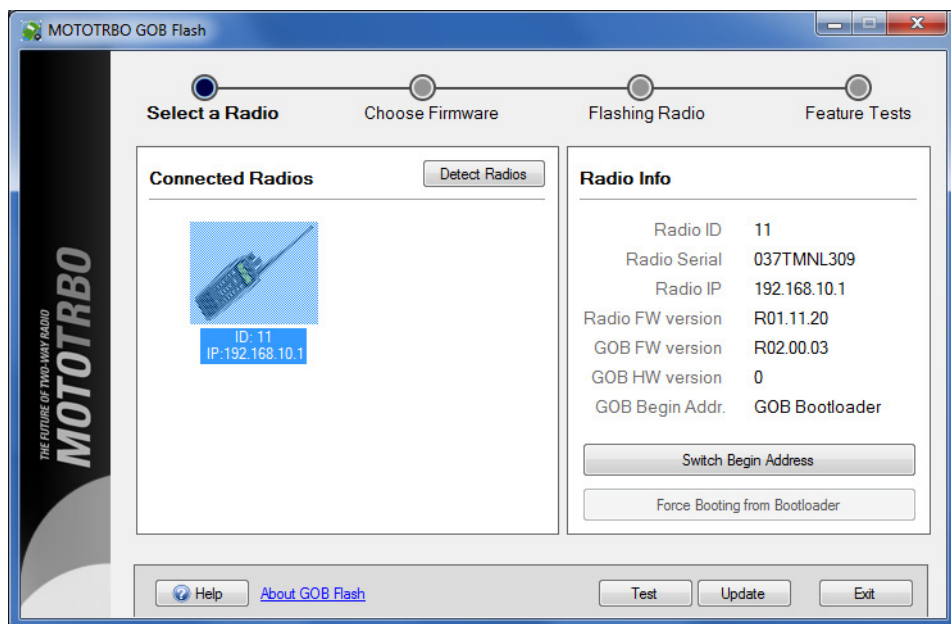 MOTOTRBO GOB Flash
Select a Radio
Choose Firmware
Flashing Radio
Feature Tests
THE FUTURE OF TWO-WAY RADIO
MOTOTRBO
Connected Radios
Detect Radios
ID: 11
IP:192.168.10.1
Radio Info
Radio ID 11
Radio Serial 037TMNL309
Radio IP 192.168.10.1
Radio FW version R01.11.20
GOB FW version R02.00.03
GOB HW version 0
GOB Begin Addr. GOB Bootloader
Switch Begin Address
Force Booting from Bootloader
Help
About GOB Flash
Test
Update
Exit